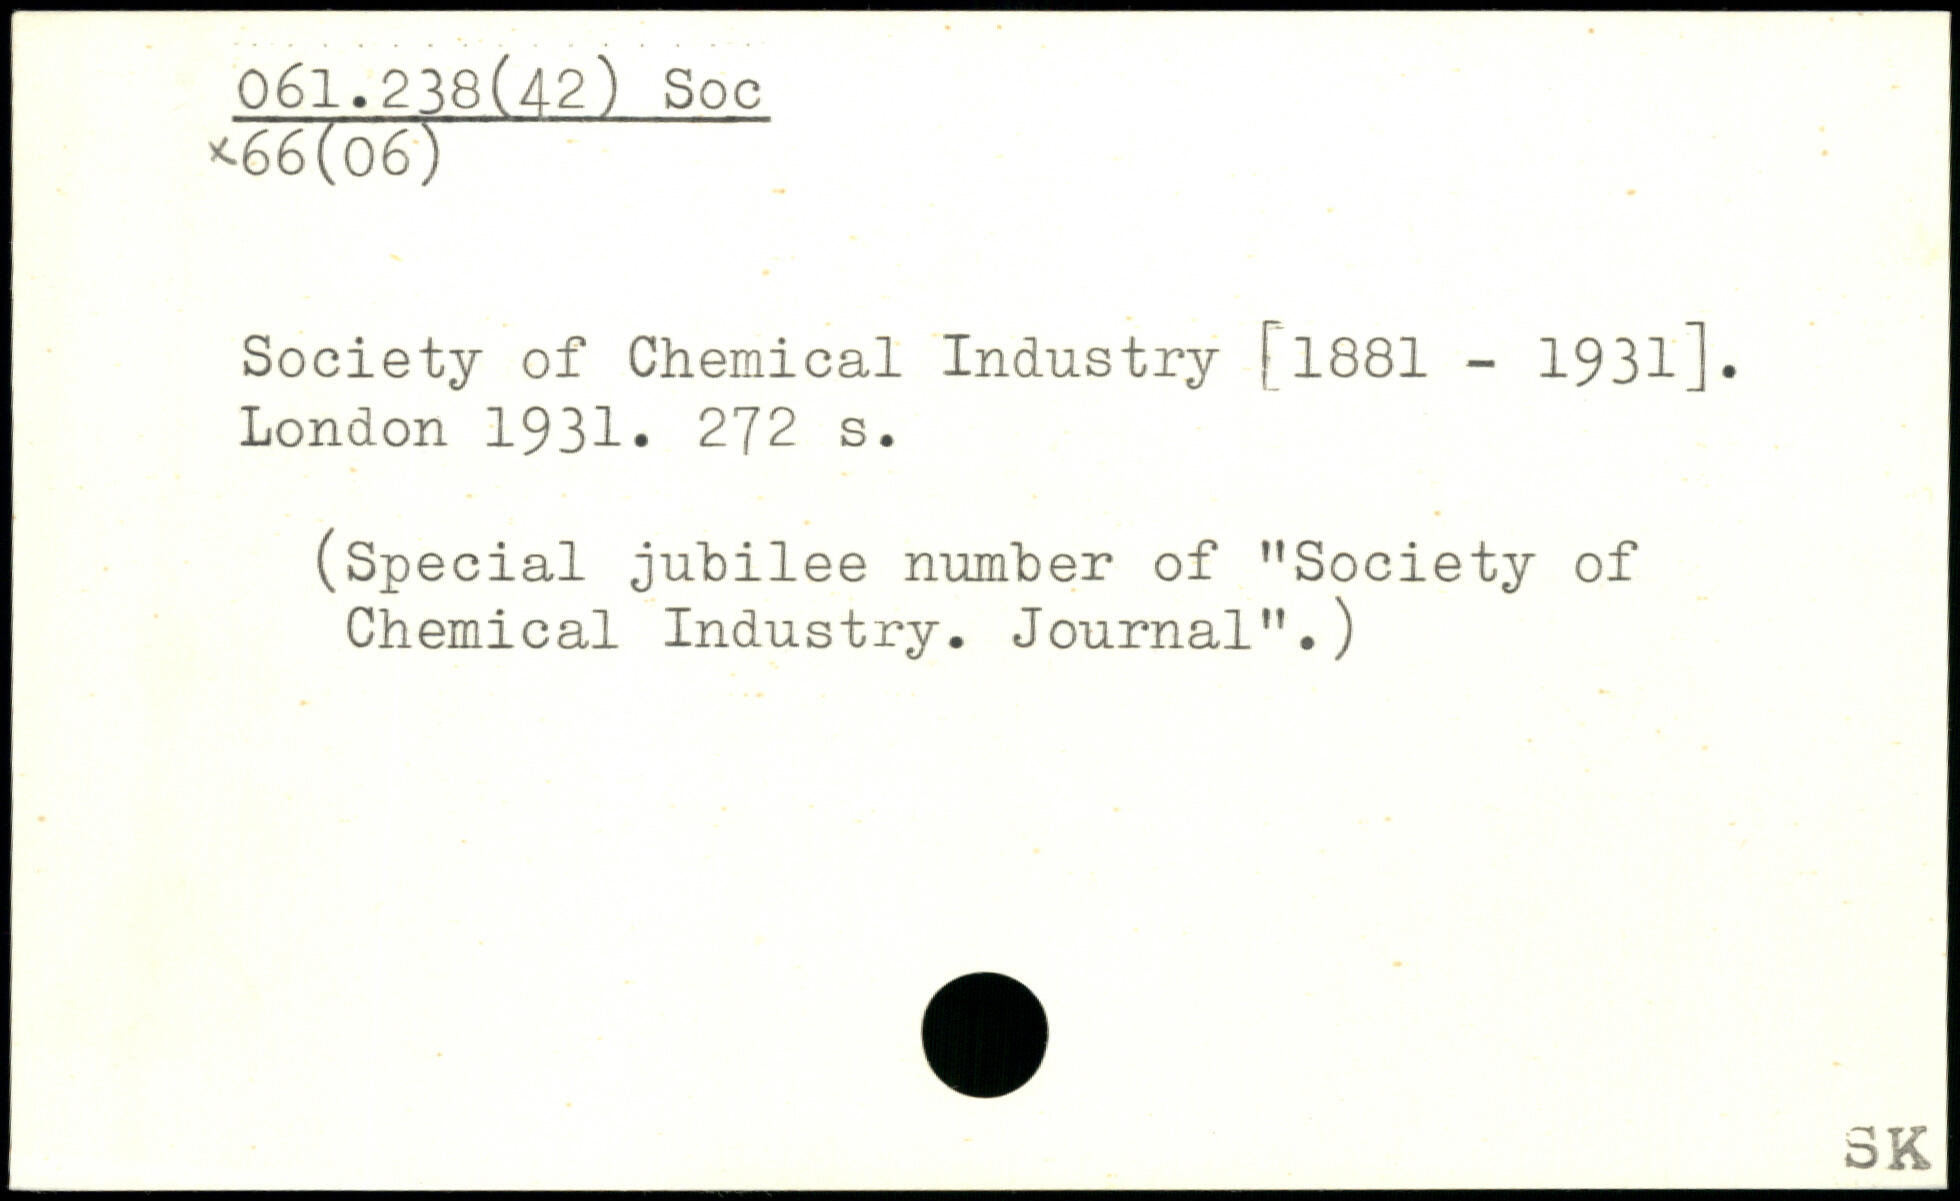 061.238(42) Soc
×66(06)
Society of Chemical Industry [1881 - 1931].
London 1931. 272 s.
(Special jubilee number of "Society of
Chemical Industry. Journal".)
SK